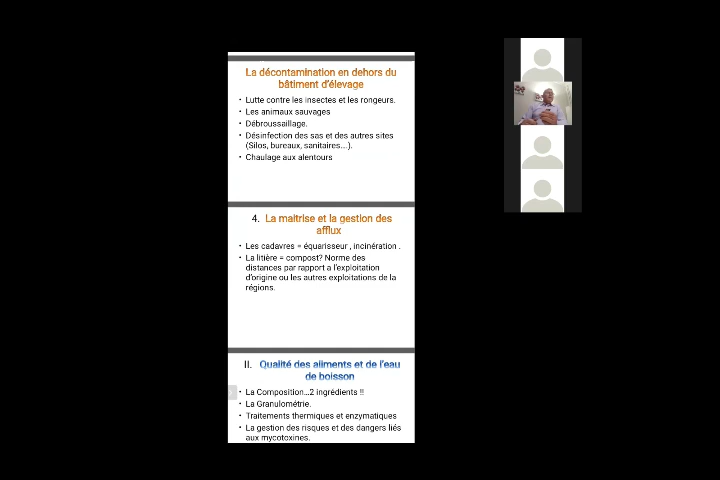 La décontamination en dehors du
bâtiment d'élevage
• Lutte contre les insectes et les rongeurs.
• Les animaux sauvages
• Débroussaillage.
• Désinfection des sas et des autres sites
(Silos, bureaux, sanitaires....).
• Chaulage aux alentours
4. La maitrise et la gestion des
afflux
• Les cadavres = équarisseur , incinération .
• La litière = compost? Norme des
distances par rapport a l'exploitation
d'origine ou les autres exploitations de la
régions.
II. Qualité des aliments et de l'eau
de boisson
• La Composition...2 ingrédients !!
• La Granulométrie.
• Traitements thermiques et enzymatiques
• La gestion des risques et des dangers liés
aux mycotoxines.